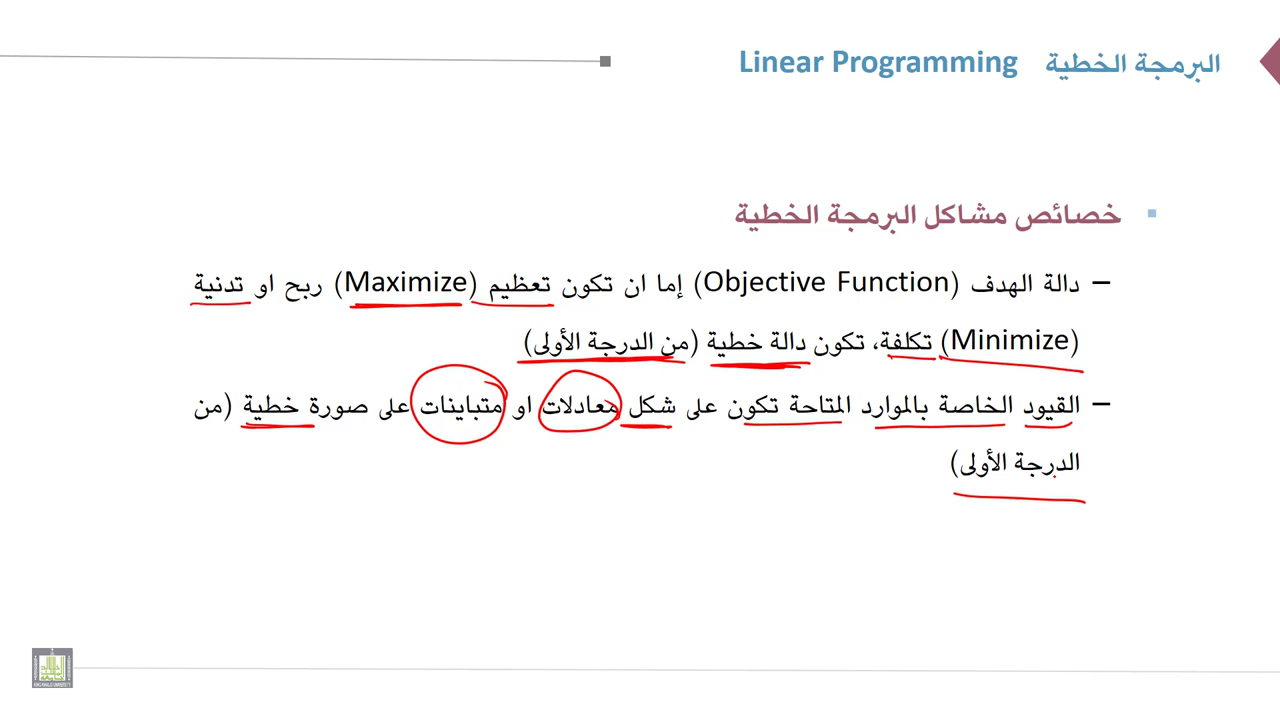 البرمجة الخطية Linear Programming
خصائص مشاكل البرمجة الخطية
– دالة الهدف (Objective Function) إما ان تكون تعظيم (Maximize) ربح او تدنية
(Minimize) تكلفة، تكون دالة خطية (من الدرجة الأولى)
– القيود الخاصة بالموارد المتاحة تكون على شكل معادلات او متباينات على صورة خطية (من
الدرجة الأولى)